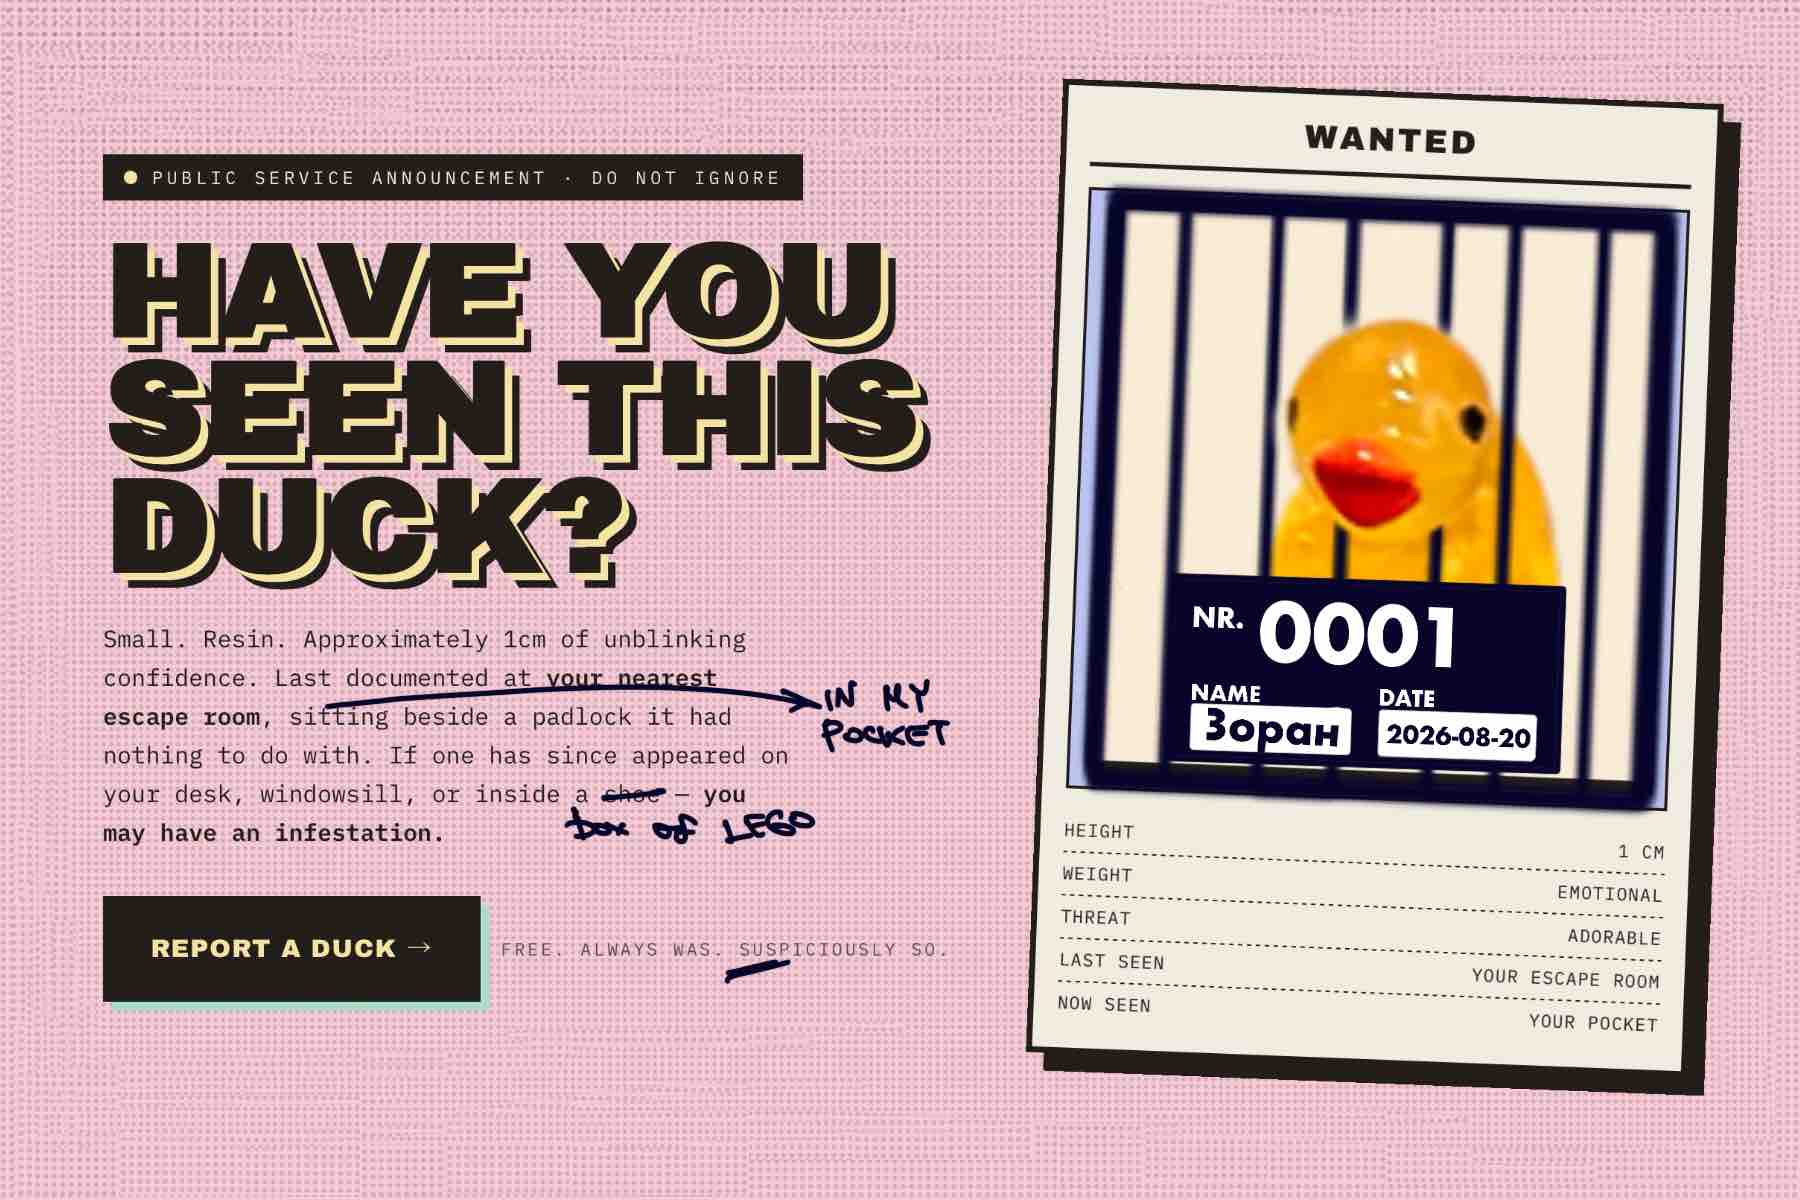 PUBLIC SERVICE ANNOUNCEMENT · DO NOT IGNORE
HAVE YOU
SEEN THIS
DUCK?
Small. Resin. Approximately 1cm of unblinking
confidence. Last documented at your nearest
escape room, sitting beside a padlock it had
nothing to do with. If one has since appeared on
your desk, windowsill, or inside a shoe — you
may have an infestation.
IN MY
POCKET
box of LEGO
REPORT A DUCK →
FREE. ALWAYS WAS. SUSPICIOUSLY SO.
WANTED
NR. 0001
NAME DATE
Зоран 2026-08-20
HEIGHT 1 CM
WEIGHT EMOTIONAL
THREAT ADORABLE
LAST SEEN YOUR ESCAPE ROOM
NOW SEEN YOUR POCKET